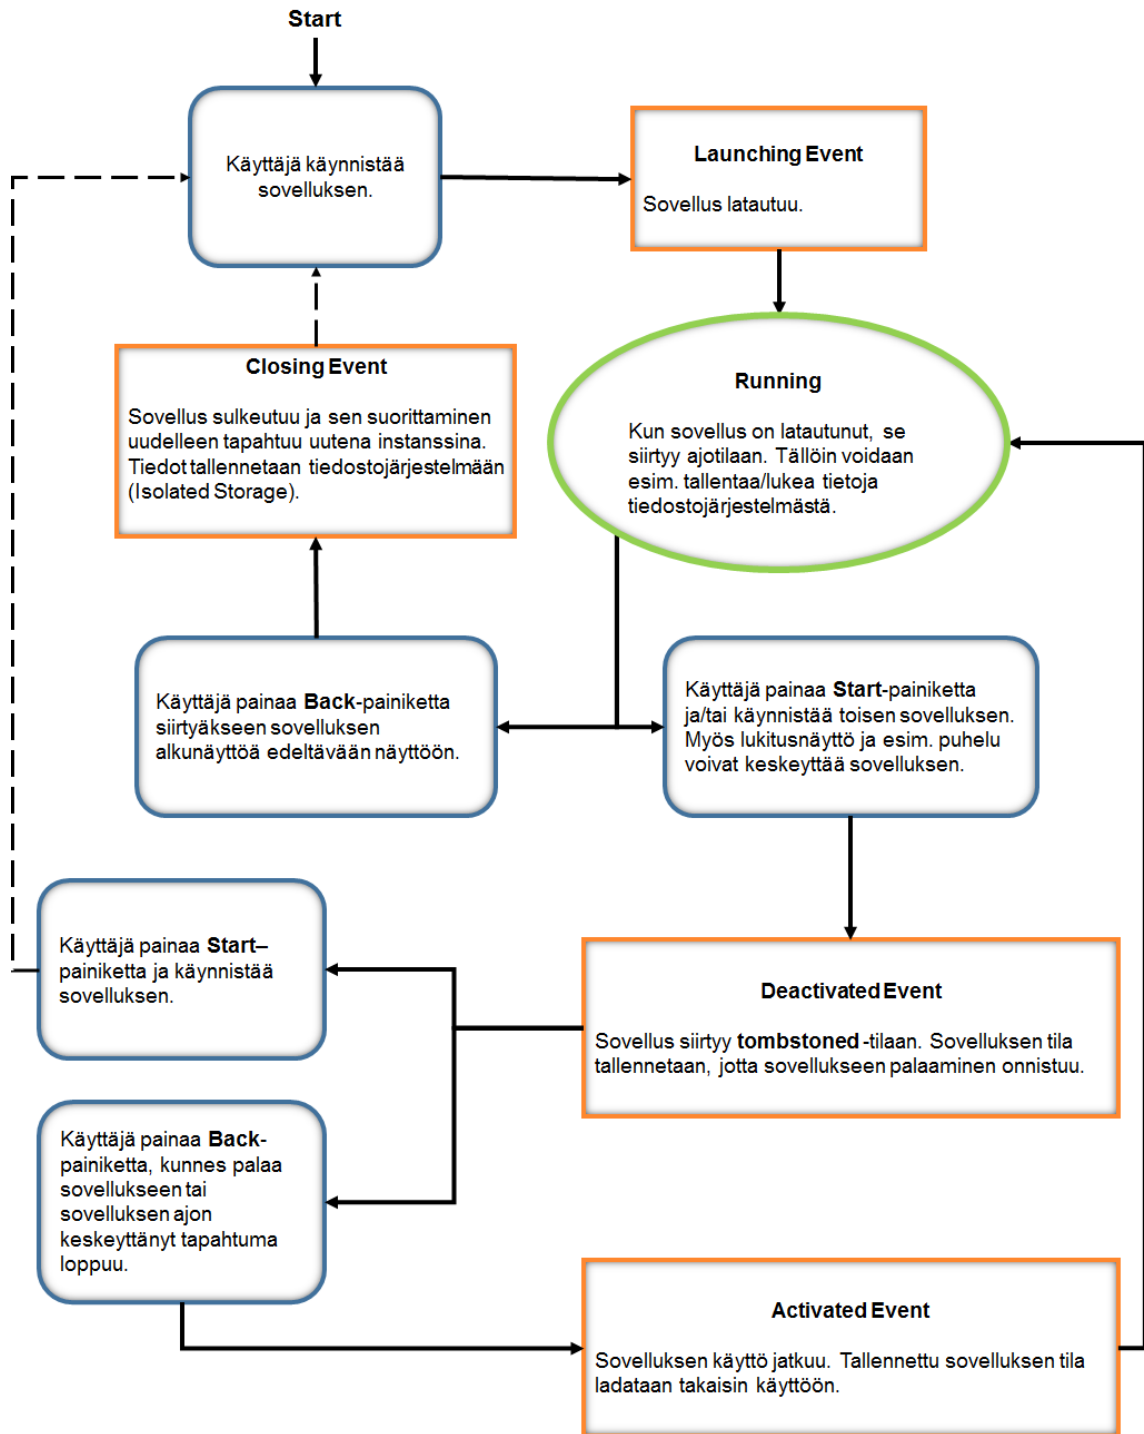 Start
Käyttäjä käynnistää
sovelluksen.
Launching Event
Sovellus latautuu.
Closing Event
Sovellus sulkeutuu ja sen suorittaminen
uudelleen tapahtuu uutena instanssina.
Tiedot tallennetaan tiedostojärjestelmään
(Isolated Storage).
Running
Kun sovellus on latautunut, se
siirtyy ajotilaan. Tällöin voidaan
esim. tallentaa/lukea tietoja
tiedostojärjestelmästä.
Käyttäjä painaa Back-painiketta
siirtyäkseen sovelluksen
alkunäyttöä edeltävään näyttöön.
Käyttäjä painaa Start-painiketta
ja/tai käynnistää toisen sovelluksen.
Myös lukitusnäyttö ja esim. puhelu
voivat keskeyttää sovelluksen.
Käyttäjä painaa Start–
painiketta ja käynnistää
sovelluksen.
Deactivated Event
Sovellus siirtyy tombstoned-tilaan. Sovelluksen tila
tallennetaan, jotta sovellukseen palaaminen onnistuu.
Käyttäjä painaa Back-
painiketta, kunnes palaa
sovellukseen tai
sovelluksen ajon
keskeyttänyt tapahtuma
loppuu.
Activated Event
Sovelluksen käyttö jatkuu. Tallennettu sovelluksen tila
ladataan takaisin käyttöön.